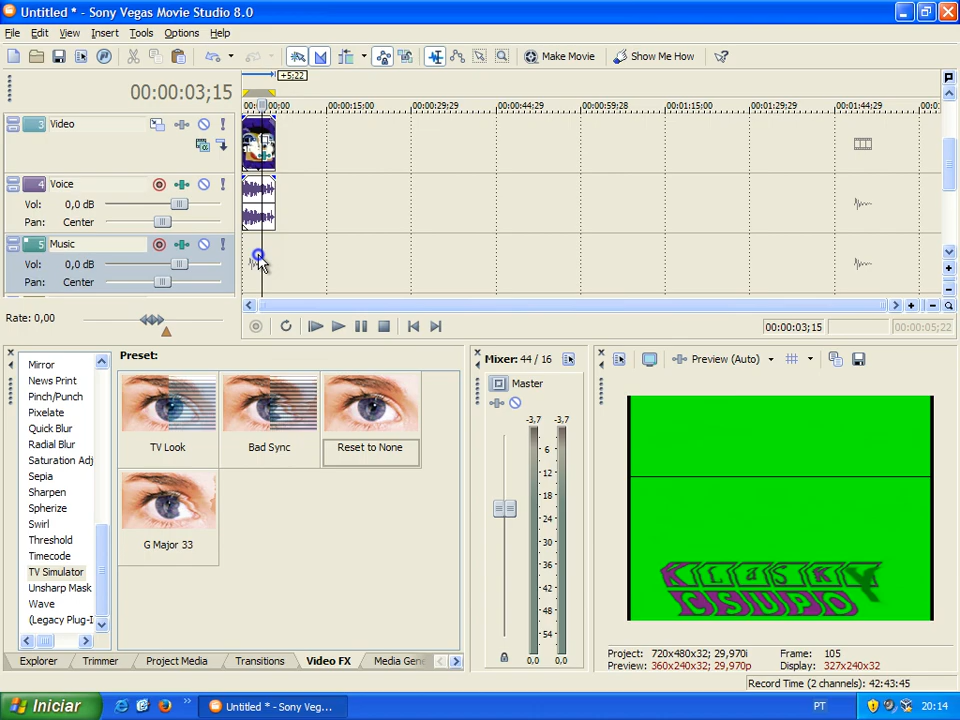 Untitled * - Sony Vegas Movie Studio 8.0
File Edit View Insert Tools Options Help
Make Movie Show Me How
+5;22
00:00:03;15
00:00:15;00 00:00:29;29 00:00:44;29 00:00:59;28 00:01:15;00 00:01:29;29 00:01:44;29
3 Video
4 Voice
Vol: 0,0 dB
Pan: Center
5 Music
Vol: 0,0 dB
Pan: Center
Rate: 0,00
00:00:03;15 00:00:05;22
Mirror
News Print
Pinch/Punch
Pixelate
Quick Blur
Radial Blur
Saturation Adj
Sepia
Sharpen
Spherize
Swirl
Threshold
Timecode
TV Simulator
Unsharp Mask
Wave
(Legacy Plug-I
Preset:
TV Look
Bad Sync
Reset to None
G Major 33
Explorer Trimmer Project Media Transitions Video FX Media Gene
Mixer: 44 / 16
Master
-3,7 -3,7
6
12
18
24
30
36
42
48
54
0,0 0,0
Preview (Auto)
KLASKY
CSUPO
Project: 720x480x32; 29,970i Frame: 105
Preview: 360x240x32; 29,970p Display: 327x240x32
Record Time (2 channels): 42:43:45
Iniciar
Untitled * - Sony Veg...
PT
20:14